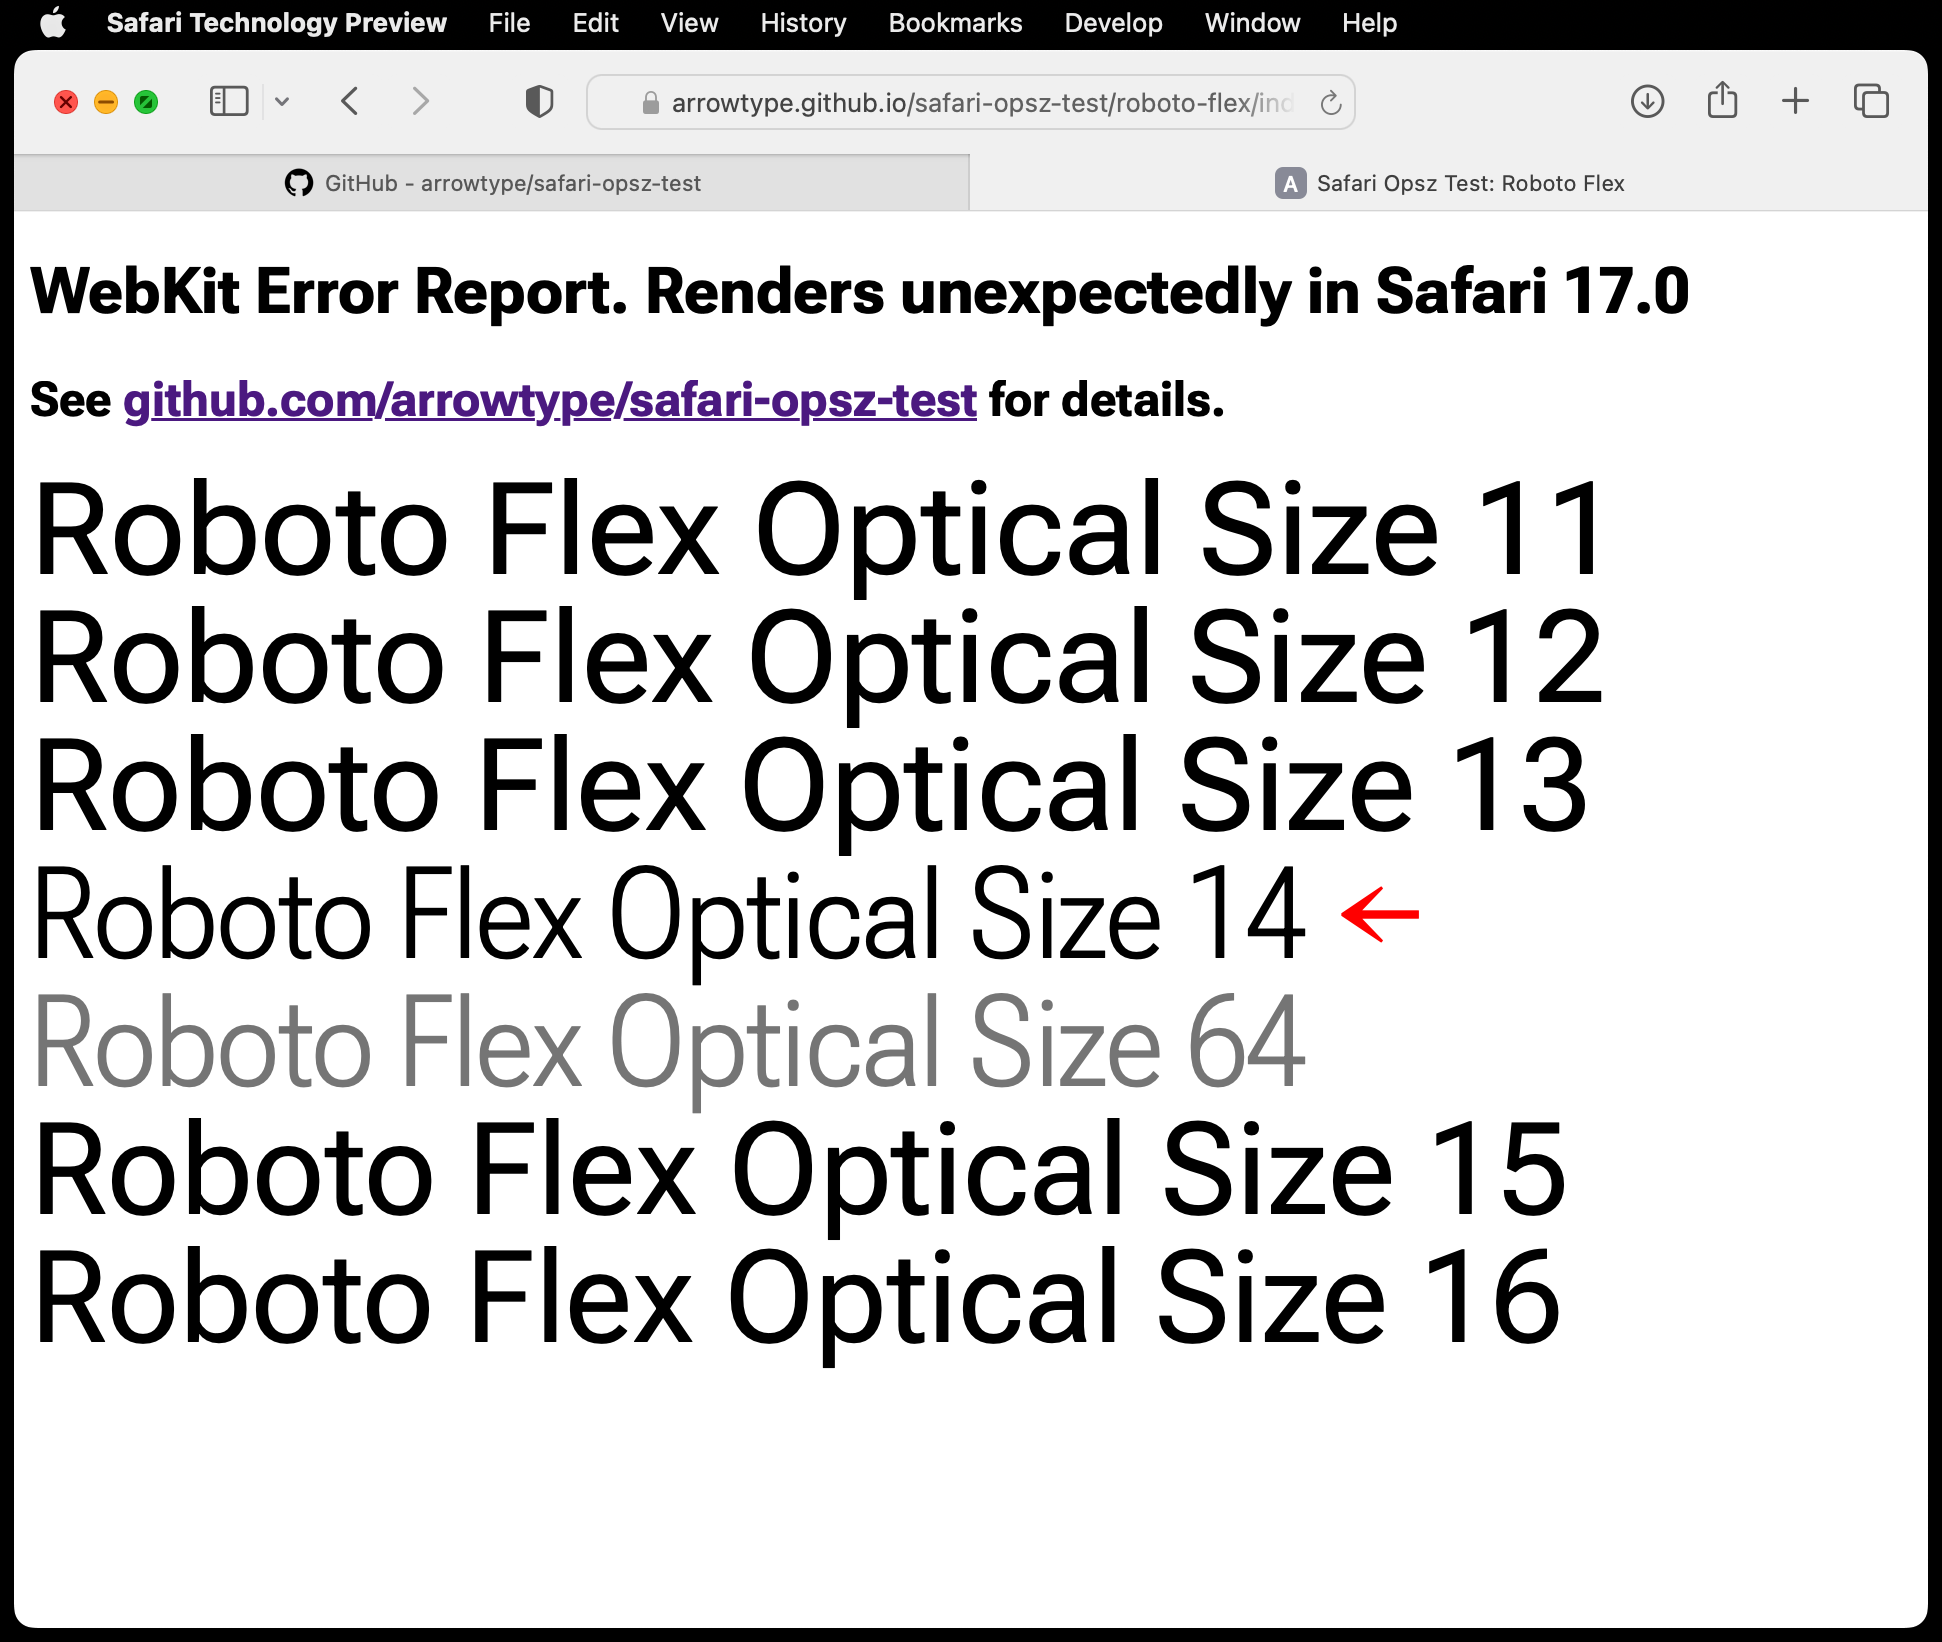 Safari Technology Preview File Edit View History Bookmarks Develop Window Help
arrowtype.github.io/safari-opsz-test/roboto-flex/ind
GitHub - arrowtype/safari-opsz-test
A Safari Opsz Test: Roboto Flex
WebKit Error Report. Renders unexpectedly in Safari 17.0
See github.com/arrowtype/safari-opsz-test for details.
Roboto Flex Optical Size 11
Roboto Flex Optical Size 12
Roboto Flex Optical Size 13
Roboto Flex Optical Size 14
Roboto Flex Optical Size 64
Roboto Flex Optical Size 15
Roboto Flex Optical Size 16